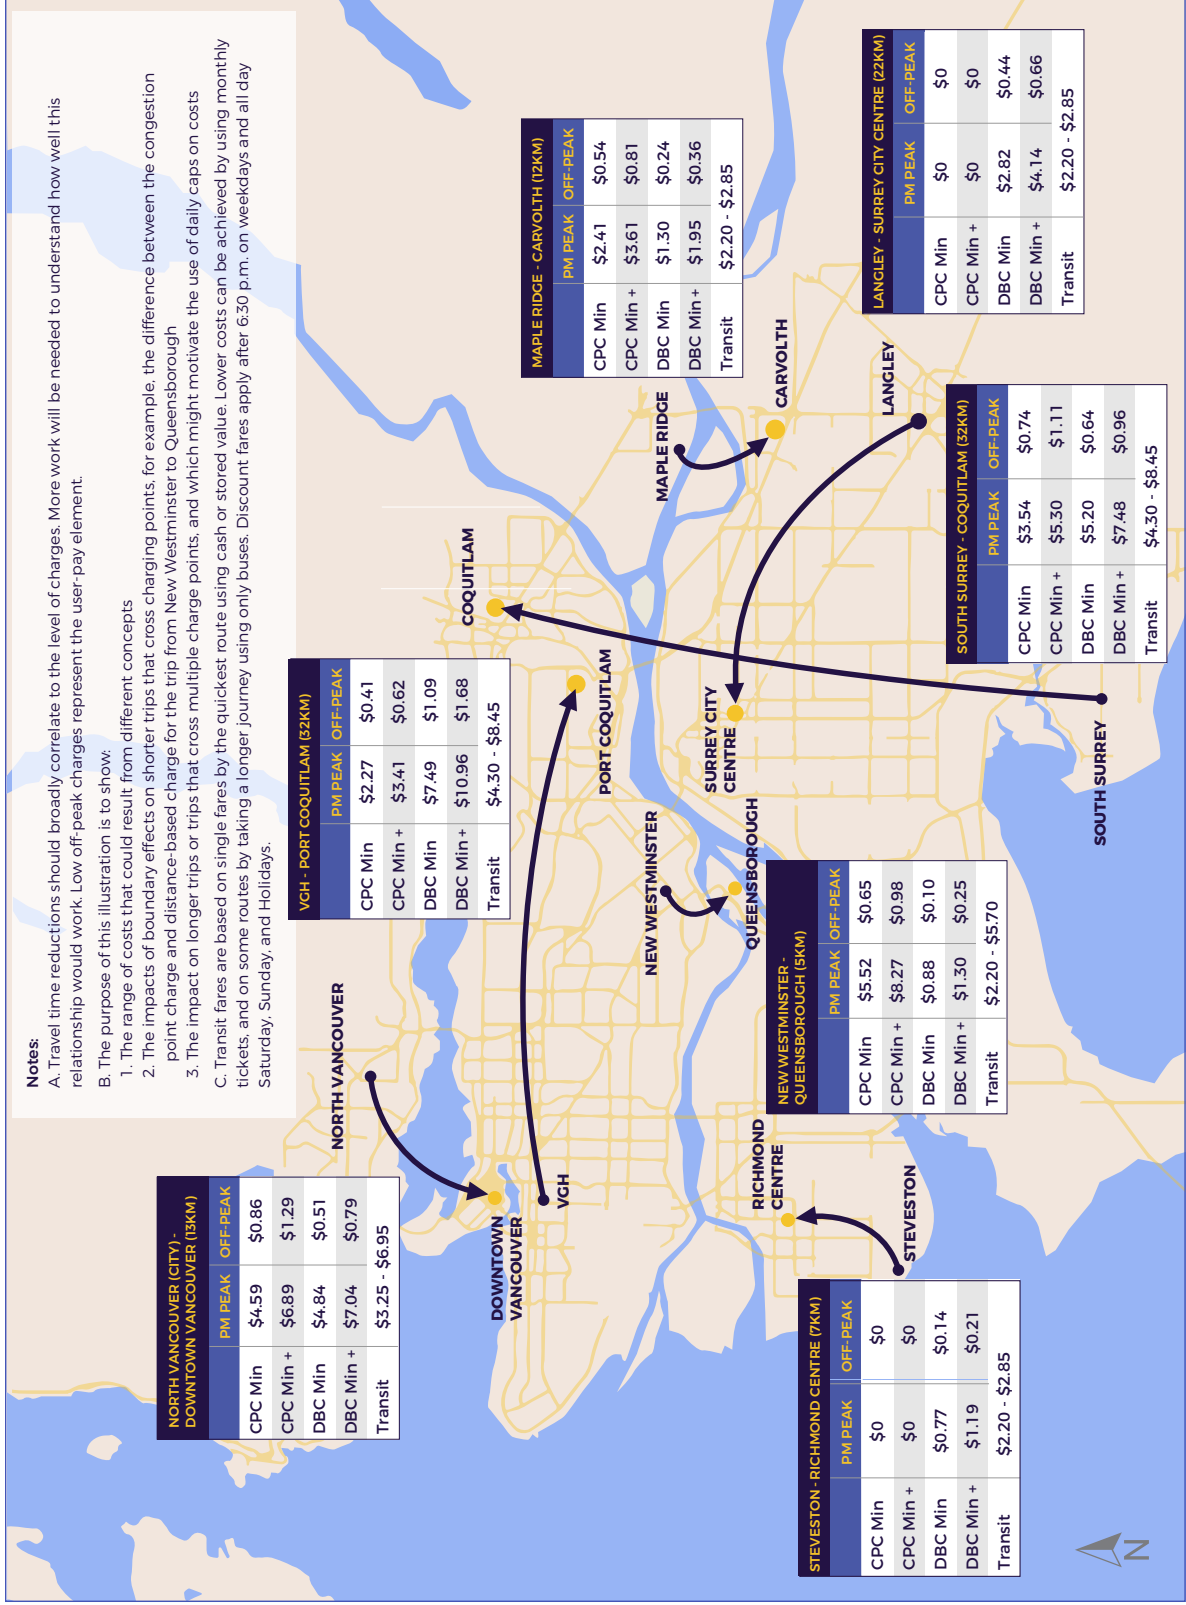 Notes:
A. Travel time reductions should broadly correlate to the level of charges. More work will be needed to understand how well this
relationship would work. Low off-peak charges represent the user-pay element.
B. The purpose of this illustration is to show:
1. The range of costs that could result from different concepts
2. The impacts of boundary effects on shorter trips that cross charging points, for example, the difference between the congestion
point charge and distance-based charge for the trip from New Westminster to Queensborough
3. The impact on longer trips or trips that cross multiple charge points, and which might motivate the use of daily caps on costs
C. Transit fares are based on single fares by the quickest route using cash or stored value. Lower costs can be achieved by using monthly
tickets, and on some routes by taking a longer journey using only buses. Discount fares apply after 6:30 p.m. on weekdays and all day
Saturday, Sunday, and Holidays.
NORTH VANCOUVER (CITY) -
DOWNTOWN VANCOUVER (13KM)
PM PEAK OFF-PEAK
CPC Min $4.59 $0.86
CPC Min + $6.89 $1.29
DBC Min $4.84 $0.51
DBC Min + $7.04 $0.79
Transit $3.25 - $6.95
VGH - PORT COQUITLAM (32KM)
PM PEAK OFF-PEAK
CPC Min $2.27 $0.41
CPC Min + $3.41 $0.62
DBC Min $7.49 $1.09
DBC Min + $10.96 $1.68
Transit $4.30 - $8.45
MAPLE RIDGE - CARVOLTH (12KM)
PM PEAK OFF-PEAK
CPC Min $2.41 $0.54
CPC Min + $3.61 $0.81
DBC Min $1.30 $0.24
DBC Min + $1.95 $0.36
Transit $2.20 - $2.85
NORTH VANCOUVER
COQUITLAM
DOWNTOWN
VANCOUVER
VGH
PORT COQUITLAM
MAPLE RIDGE
CARVOLTH
NEW WESTMINSTER
SURREY CITY
CENTRE
QUEENSBOROUGH
RICHMOND
CENTRE
LANGLEY
STEVESTON
SOUTH SURREY
STEVESTON - RICHMOND CENTRE (7KM)
PM PEAK OFF-PEAK
CPC Min $0 $0
CPC Min + $0 $0
DBC Min $0.77 $0.14
DBC Min + $1.19 $0.21
Transit $2.20 - $2.85
NEW WESTMINSTER -
QUEENSBOROUGH (5KM)
PM PEAK OFF-PEAK
CPC Min $5.52 $0.65
CPC Min + $8.27 $0.98
DBC Min $0.88 $0.10
DBC Min + $1.30 $0.25
Transit $2.20 - $5.70
LANGLEY - SURREY CITY CENTRE (22KM)
PM PEAK OFF-PEAK
CPC Min $0 $0
CPC Min + $0 $0
DBC Min $2.82 $0.44
DBC Min + $4.14 $0.66
Transit $2.20 - $2.85
SOUTH SURREY - COQUITLAM (32KM)
PM PEAK OFF-PEAK
CPC Min $3.54 $0.74
CPC Min + $5.30 $1.11
DBC Min $5.20 $0.64
DBC Min + $7.48 $0.96
Transit $4.30 - $8.45
N